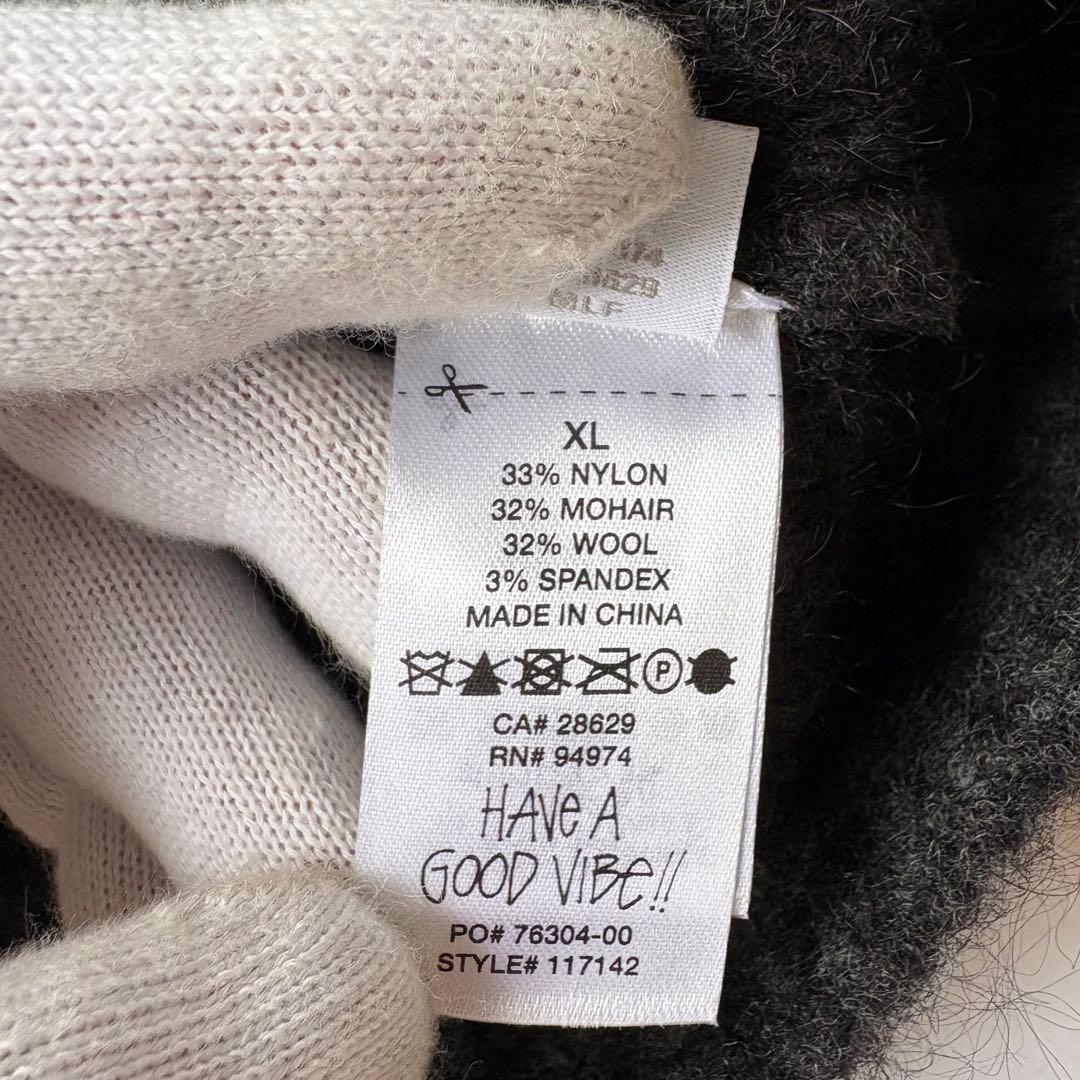 XL
33% NYLON
32% MOHAIR
32% WOOL
3% SPANDEX
MADE IN CHINA
P
CA# 28629
RN# 94974
HAVE A
GOOD VIBE!!
PO# 76304-00
STYLE# 117142